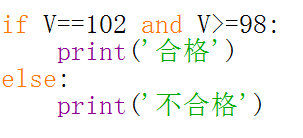 if V==102 and V>=98:
    print('合格')
else:
    print('不合格')